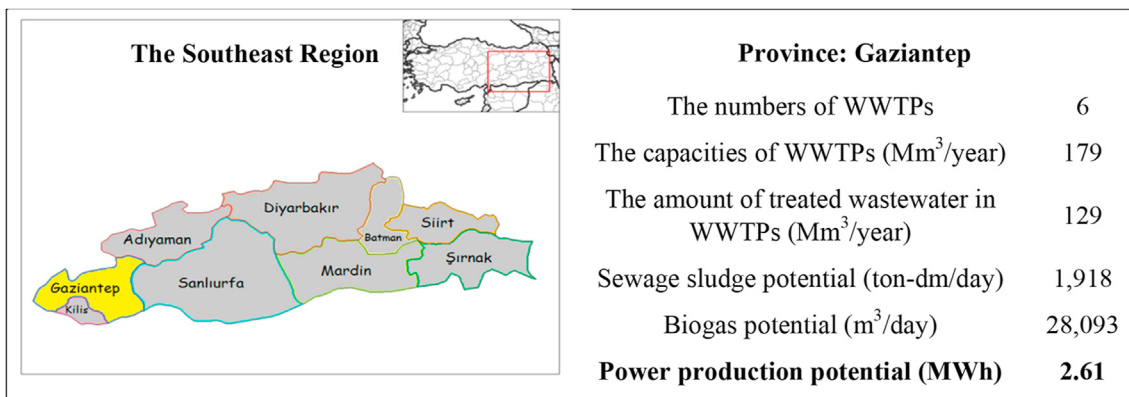 The Southeast Region
Diyarbakır
Siirt
Batman
Adıyaman
Şırnak
Mardin
Sanlıurfa
Gaziantep
Kilis
Province: Gaziantep
The numbers of WWTPs 6
The capacities of WWTPs (Mm³/year) 179
The amount of treated wastewater in
WWTPs (Mm³/year) 129
Sewage sludge potential (ton-dm/day) 1,918
Biogas potential (m³/day) 28,093
Power production potential (MWh) 2.61